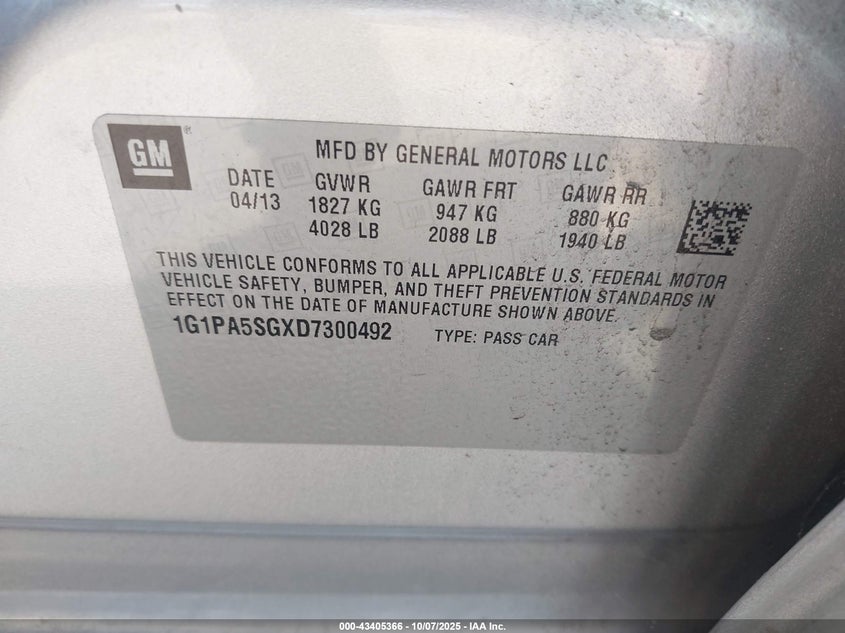 GM ®
MFD BY GENERAL MOTORS LLC
DATE GVWR GAWR FRT GAWR RR
04/13 1827 KG 947 KG 880 KG
4028 LB 2088 LB 1940 LB
THIS VEHICLE CONFORMS TO ALL APPLICABLE U.S. FEDERAL MOTOR
VEHICLE SAFETY, BUMPER, AND THEFT PREVENTION STANDARDS IN
EFFECT ON THE DATE OF MANUFACTURE SHOWN ABOVE.
1G1PA5SGXD7300492 TYPE: PASS CAR
000-43405366 | 10/07/2025 - IAA Inc.